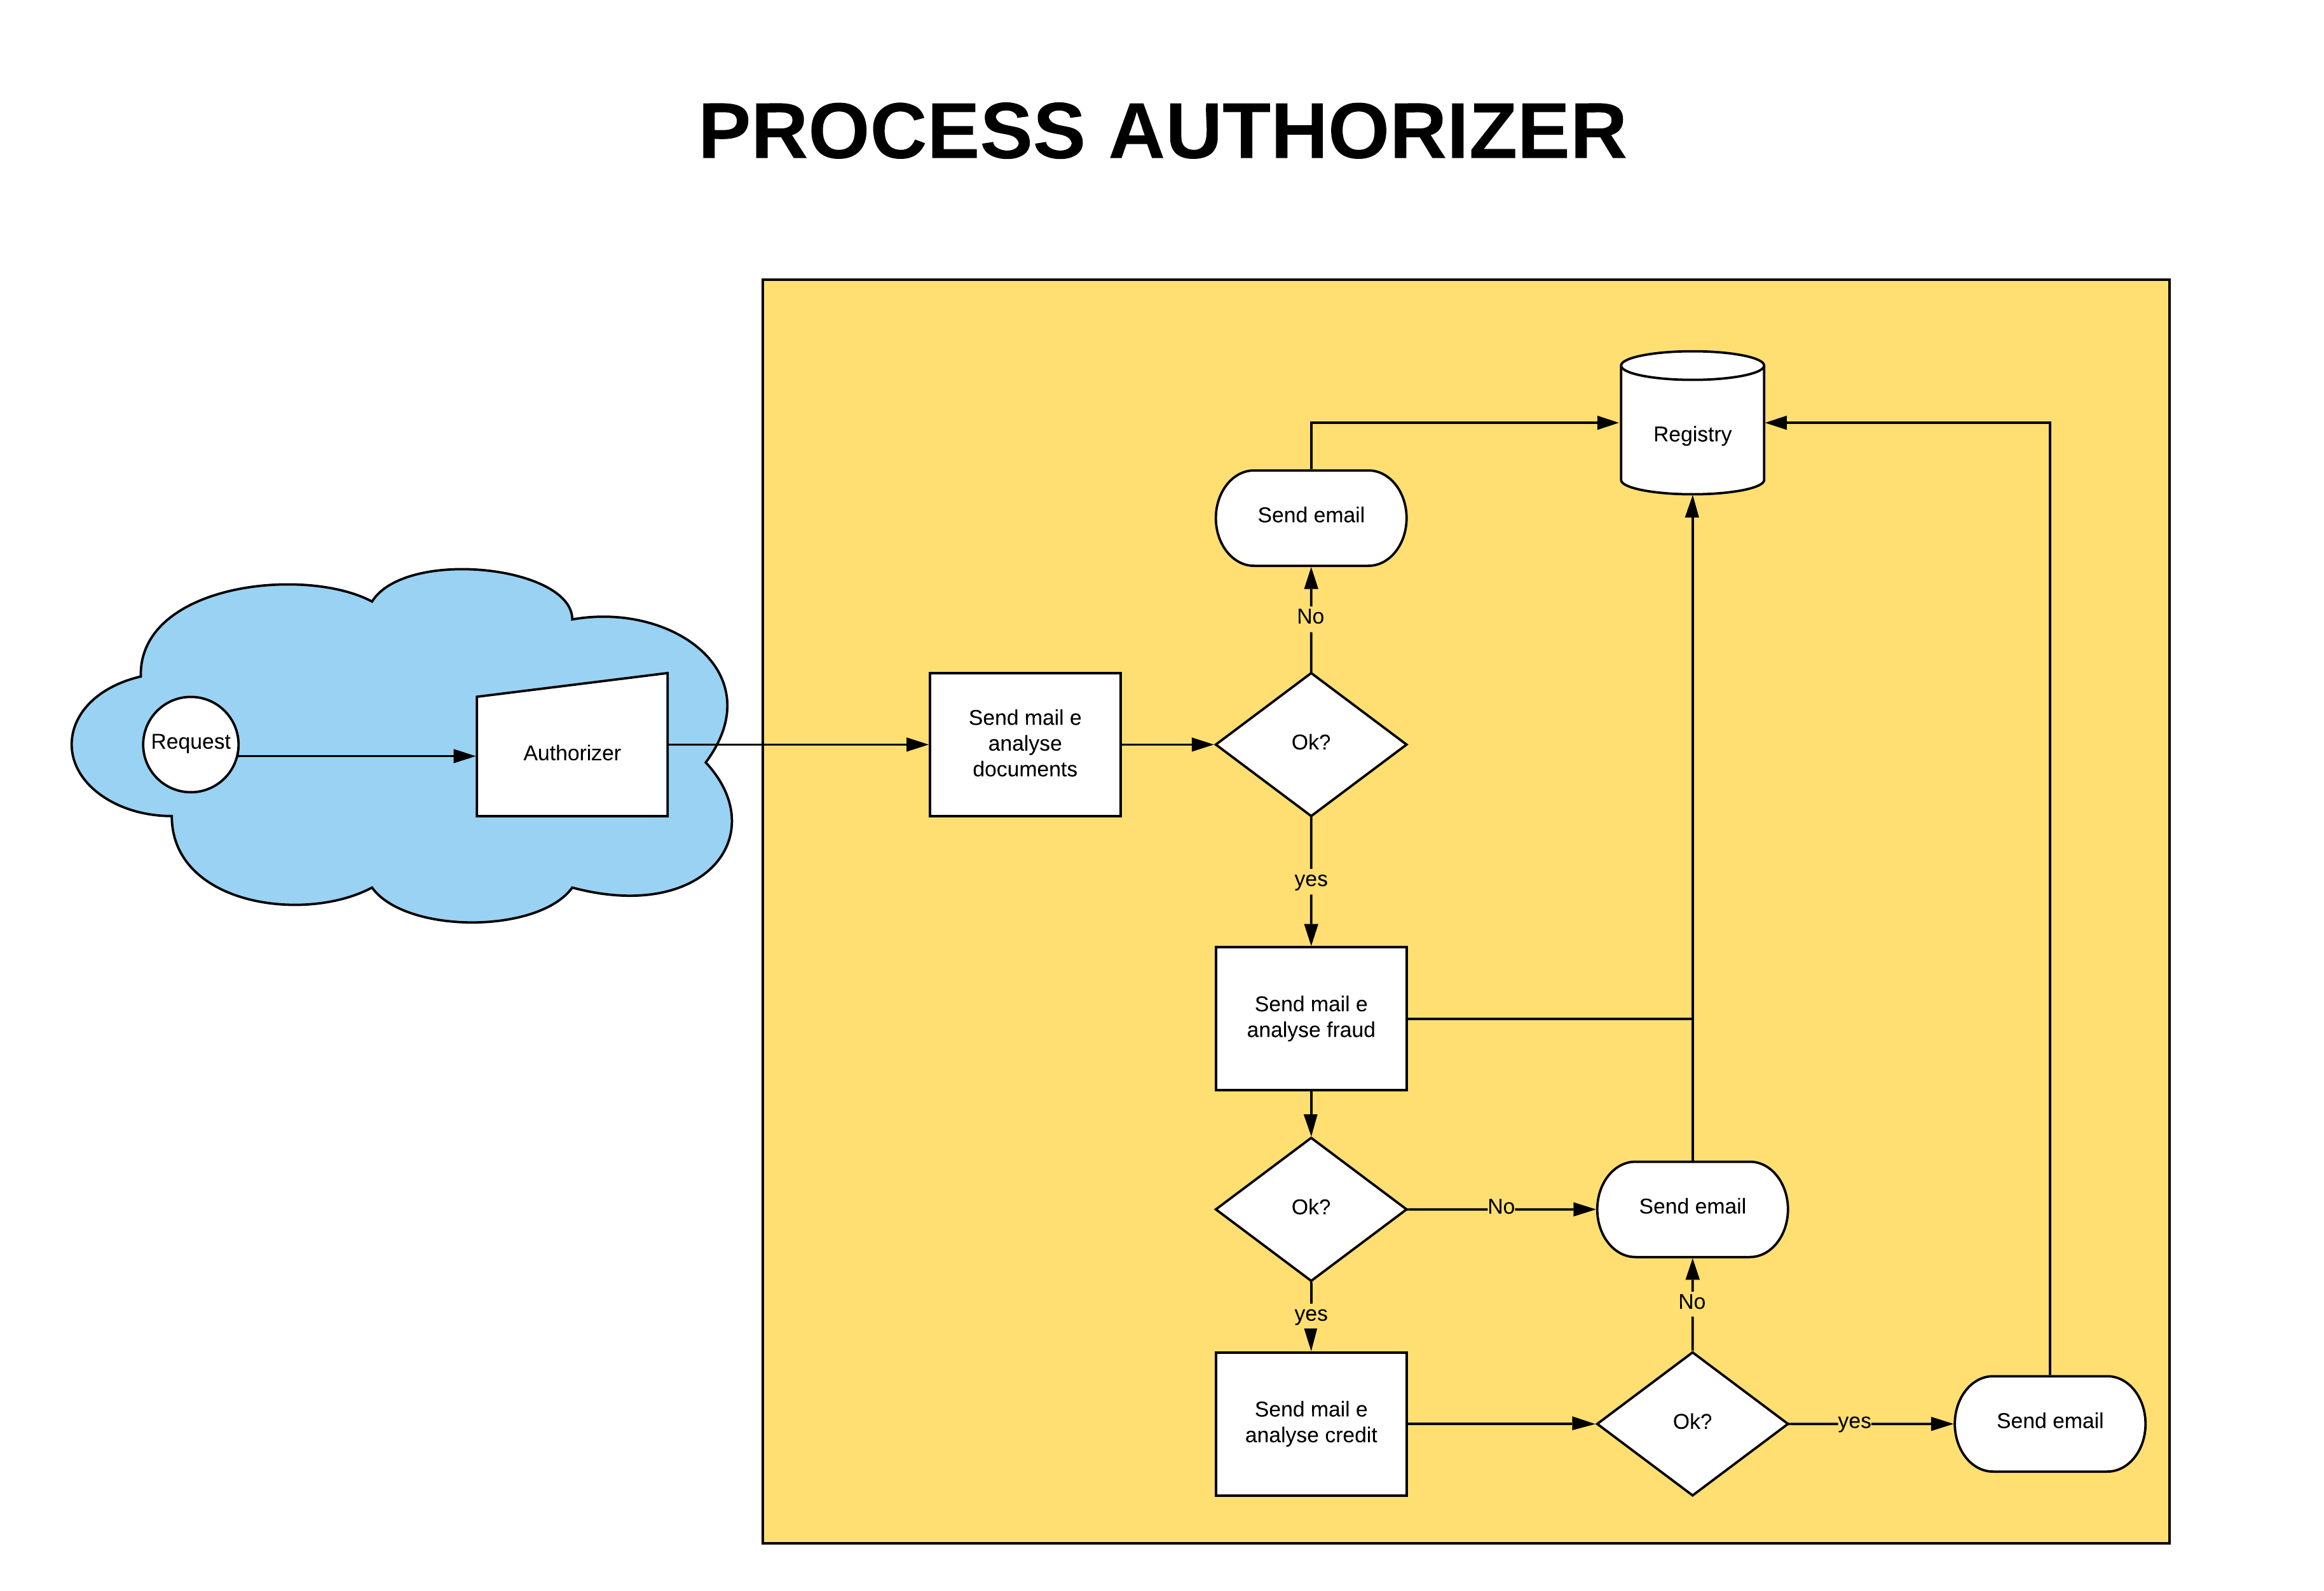 PROCESS AUTHORIZER
Registry
Send email
No
Request
Authorizer
Send mail e
analyse
documents
Ok?
yes
Send mail e
analyse fraud
Ok?
No
Send email
yes
No
Send mail e
analyse credit
Ok?
yes
Send email